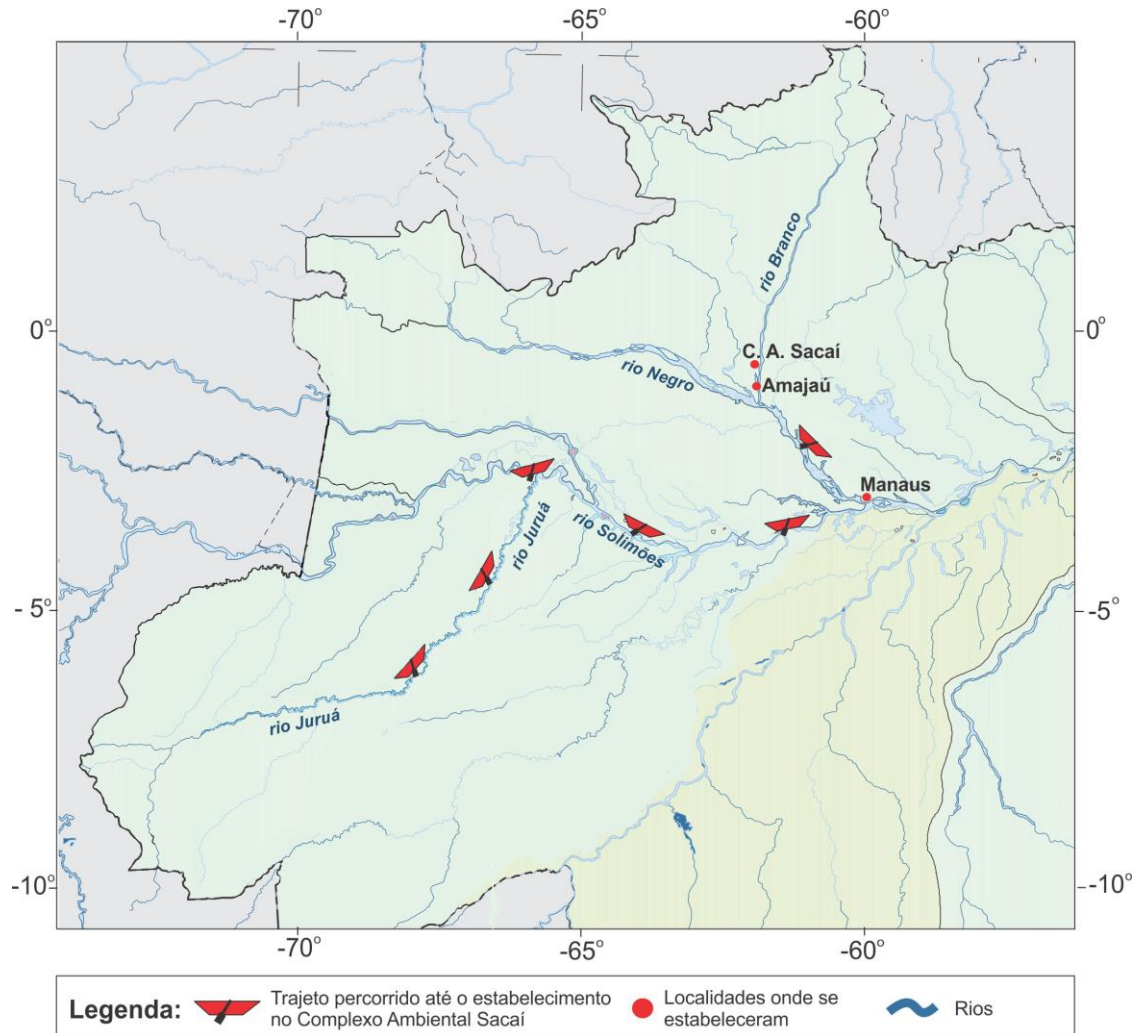 -70° -65° -60°
rio Branco
0° 0°
C. A. Sacaí
rio Negro
Amajaú
Manaus
rio Juruá
rio Solimões
- 5° -5°
rio Juruá
-10° -10°
-70° -65° -60°
Legenda:
Trajeto percorrido até o estabelecimento
no Complexo Ambiental Sacaí
Localidades onde se
estabeleceram
Rios